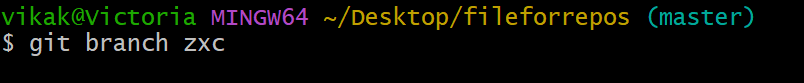 vikak@Victoria MINGW64 ~/Desktop/fileforrepos (master)
$ git branch zxc